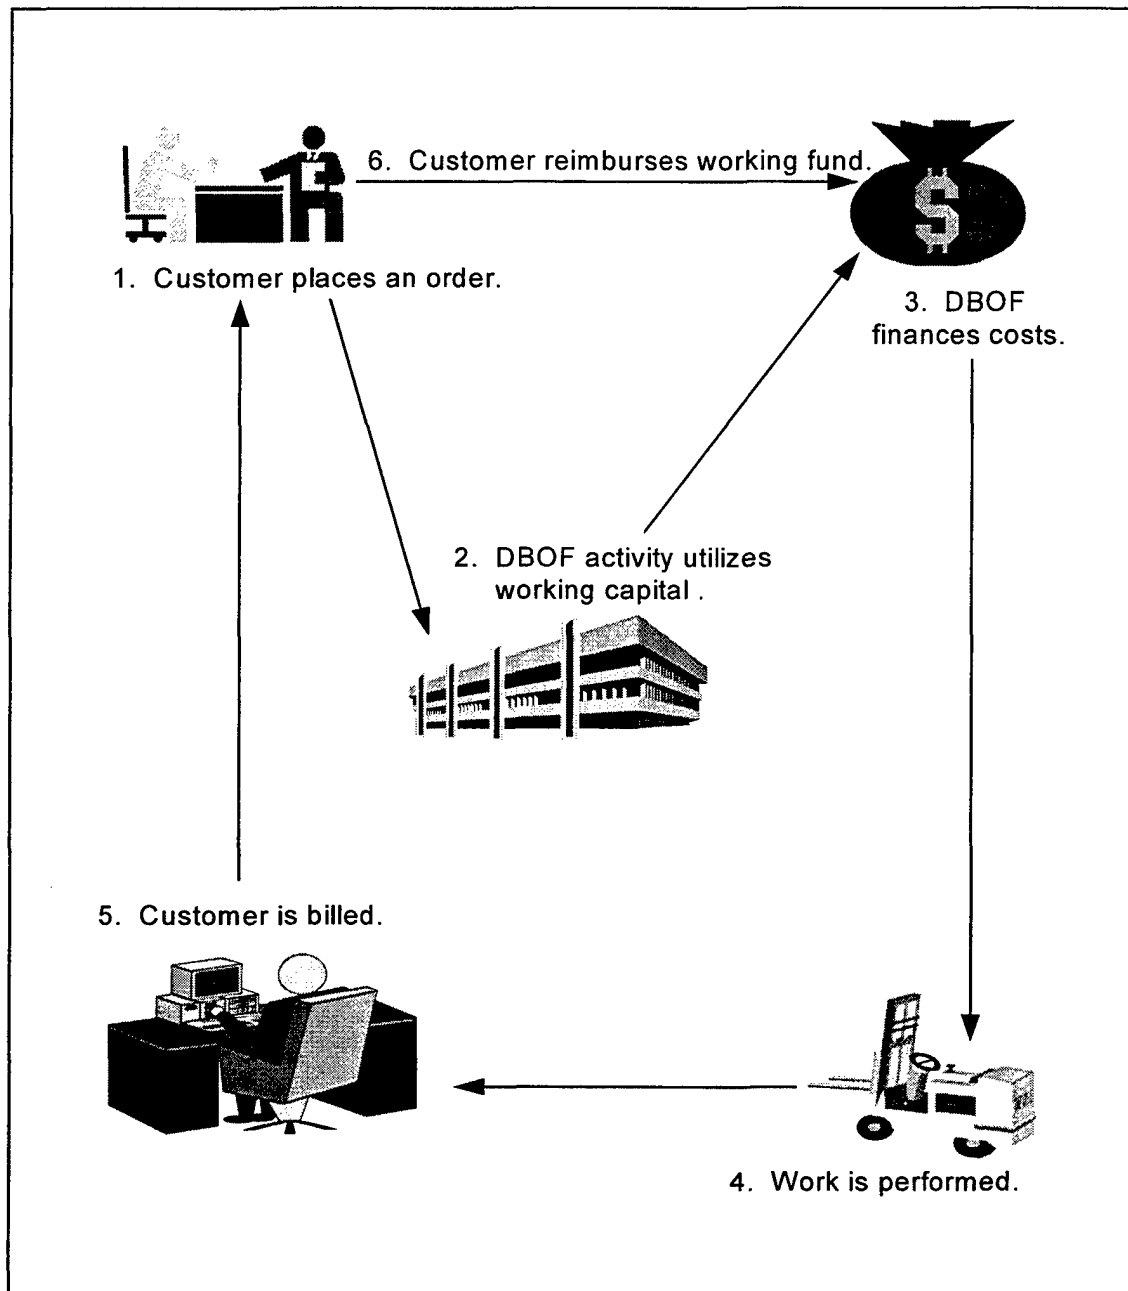 6. Customer reimburses working fund.
$
1. Customer places an order.
3. DBOF
finances costs.
2. DBOF activity utilizes
working capital .
5. Customer is billed.
4. Work is performed.